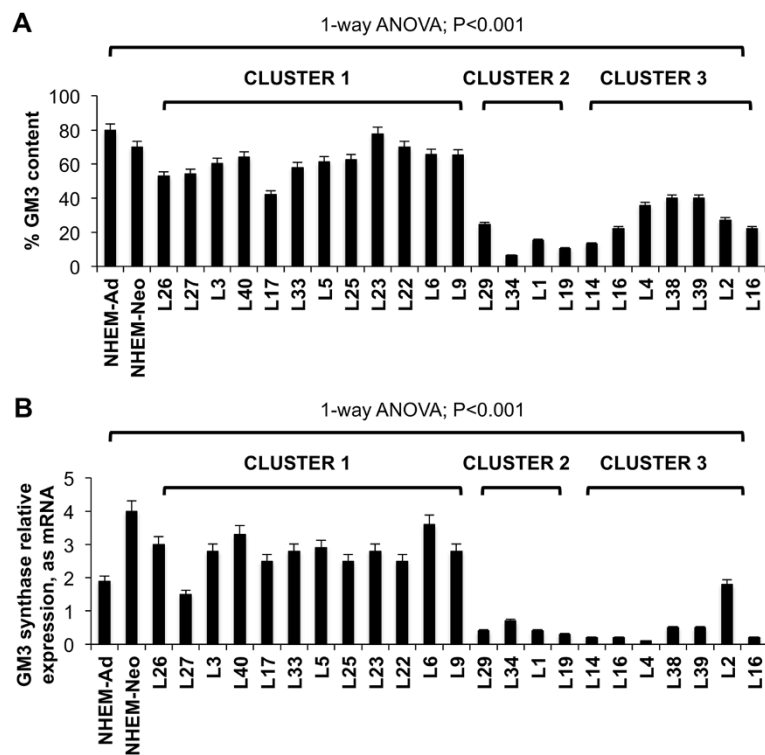 A
1-way ANOVA; P<0.001
CLUSTER 1 CLUSTER 2 CLUSTER 3
% GM3 content
100
80
60
40
20
0
NHEM-Ad NHEM-Neo L26 L27 L3 L40 L17 L33 L5 L25 L23 L22 L6 L9 L29 L34 L1 L19 L14 L16 L4 L38 L39 L2 L16
B
1-way ANOVA; P<0.001
CLUSTER 1 CLUSTER 2 CLUSTER 3
GM3 synthase relative
expression, as mRNA
5
4
3
2
1
0
NHEM-Ad NHEM-Neo L26 L27 L3 L40 L17 L33 L5 L25 L23 L22 L6 L9 L29 L34 L1 L19 L14 L16 L4 L38 L39 L2 L16